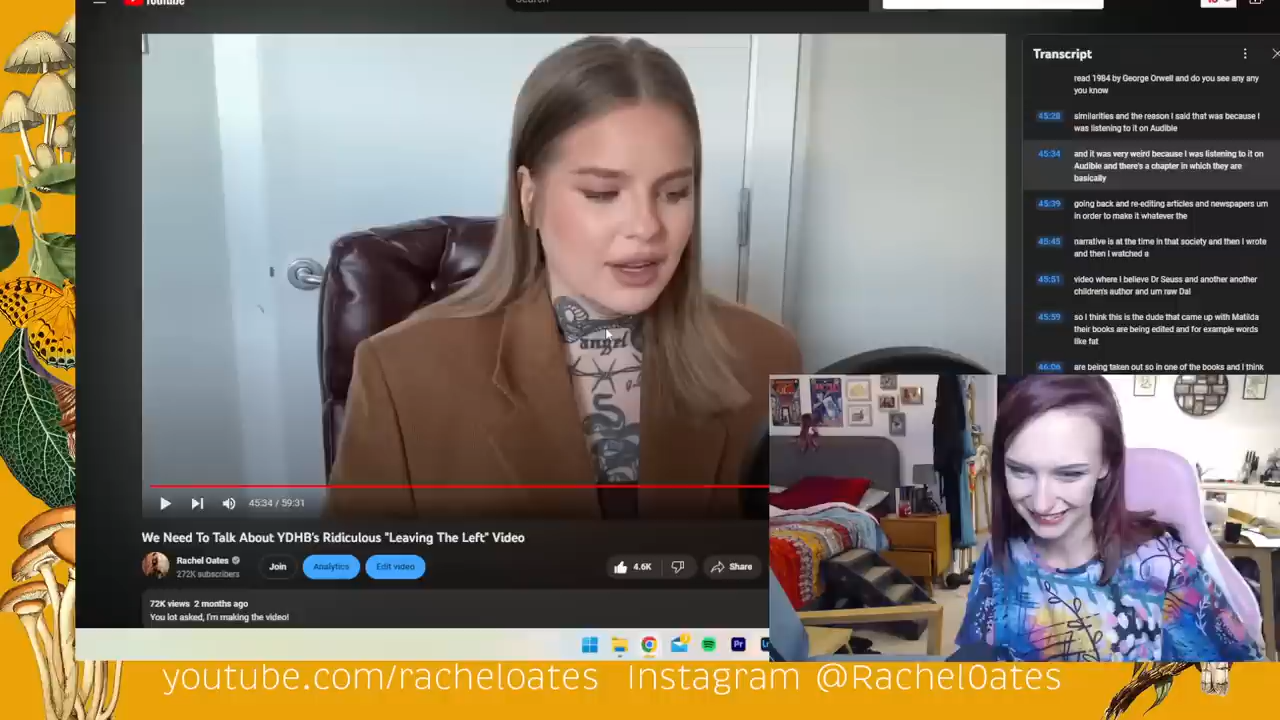 YouTube
Search
Transcript
read 1984 by George Orwell and do you see any any
you know
45:28 similarities and the reason I said that was because I
was listening to it on Audible
45:34 and it was very weird because I was listening to it on
Audible and there's a chapter in which they are
basically
45:39 going back and re-editing articles and newspapers um
in order to make it whatever the
45:45 narrative is at the time in that society and then I wrote
and then I watched a
45:51 video where I believe Dr Seuss and another another
children's author and um raw Dal
45:59 so I think this is the dude that came up with Matilda
their books are being edited and for example words
like fat
46:06 are being taken out so in one of the books and I think
angel
45:34 / 59:31
We Need To Talk About YDHB's Ridiculous "Leaving The Left" Video
Rachel Oates
272K subscribers
Join
Analytics
Edit video
4.6K
Share
72K views 2 months ago
You lot asked, I'm making the video!
Pr
youtube.com/racheloates Instagram @RachelOates